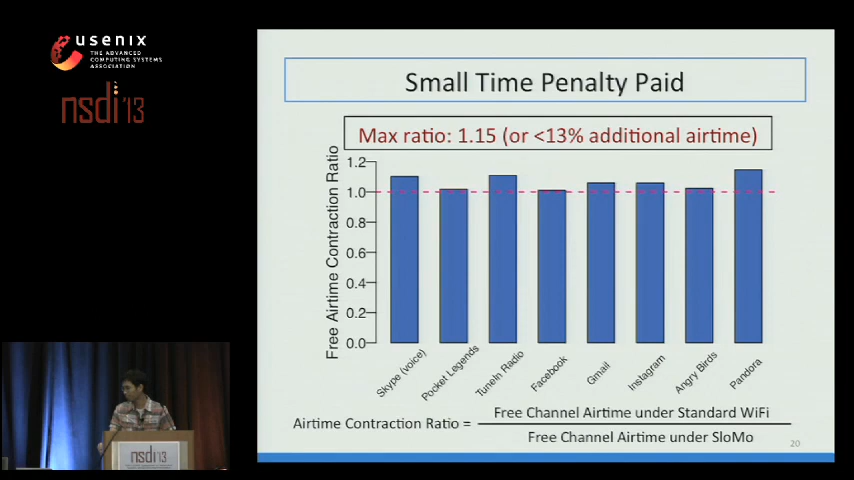 usenix
THE ADVANCED
COMPUTING SYSTEMS
ASSOCIATION
nsdi '13
Small Time Penalty Paid
Max ratio: 1.15 (or <13% additional airtime)
Free Airtime Contraction Ratio
1.2
1.0
0.8
0.6
0.4
0.2
0.0
Skype (voice)
Pocket Legends
TuneIn Radio
Facebook
Gmail
Instagram
Angry Birds
Pandora
Airtime Contraction Ratio =
Free Channel Airtime under Standard WiFi
Free Channel Airtime under SloMo
20
nsdi '13